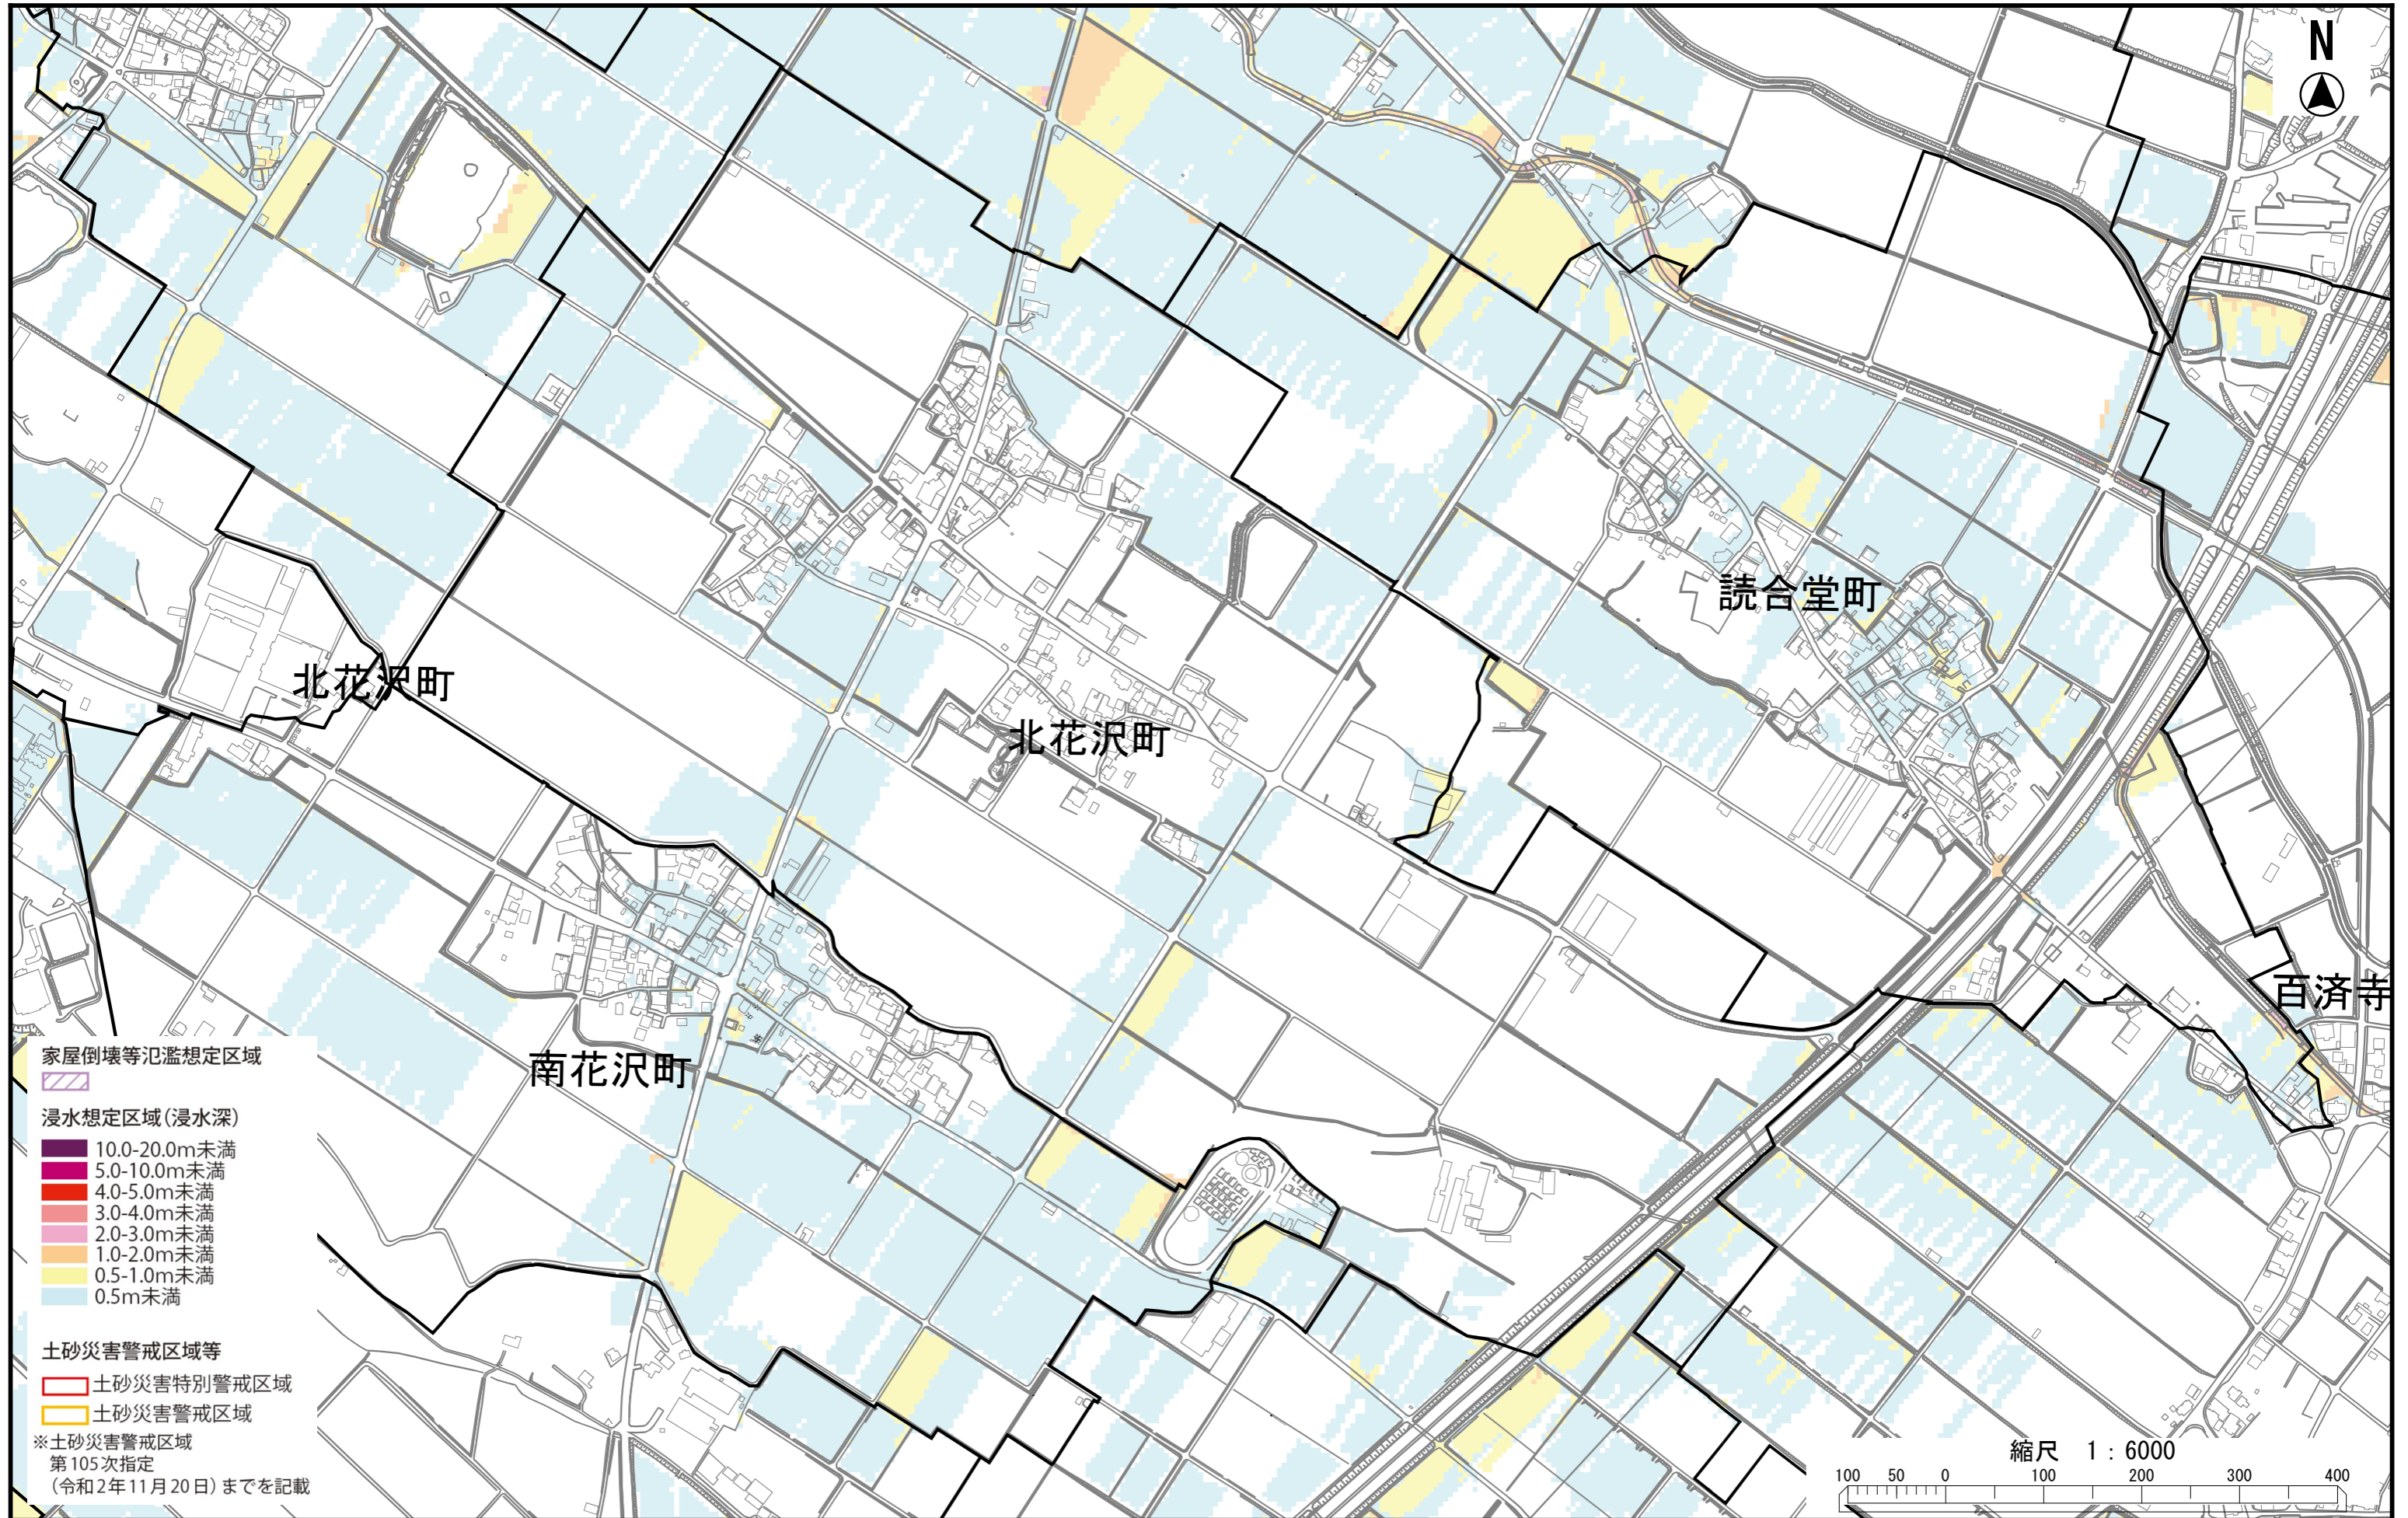 N
読合堂町
北花沢町
北花沢町
百済寺
南花沢町
家屋倒壊等氾濫想定区域
浸水想定区域(浸水深)
10.0-20.0m未満
5.0-10.0m未満
4.0-5.0m未満
3.0-4.0m未満
2.0-3.0m未満
1.0-2.0m未満
0.5-1.0m未満
0.5m未満
土砂災害警戒区域等
土砂災害特別警戒区域
土砂災害警戒区域
※土砂災害警戒区域
第105次指定
(令和2年11月20日)までを記載
縮尺 1:6000
100 50 0 100 200 300 400